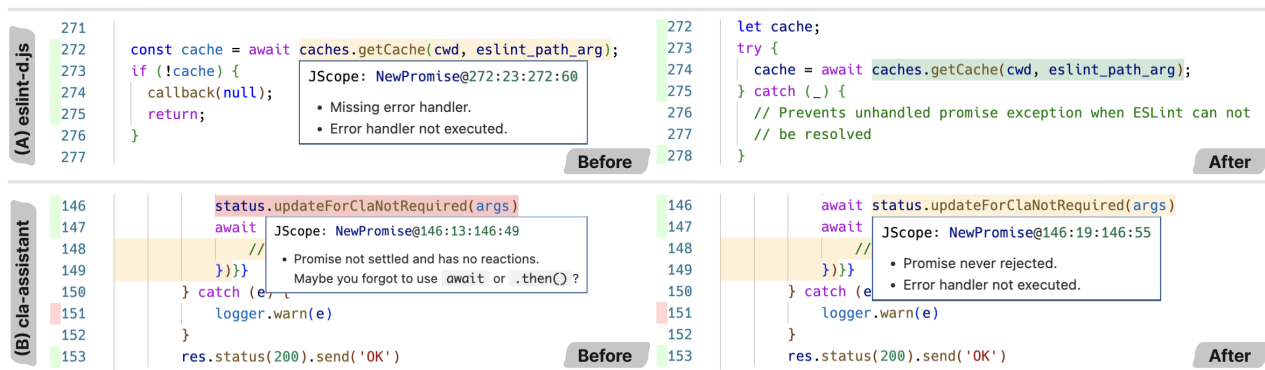 (A) eslint-d.js
271
272 const cache = await caches.getCache(cwd, eslint_path_arg);
273 if (!cache) {
274 callback(null);
275 return;
276 }
277
JScope: NewPromise@272:23:272:60
• Missing error handler.
• Error handler not executed.
Before
272 let cache;
273 try {
274 cache = await caches.getCache(cwd, eslint_path_arg);
275 } catch (_) {
276 // Prevents unhandled promise exception when ESLint can not
277 // be resolved
278 }
After
(B) cla-assistant
146 status.updateForClaNotRequired(args)
147 await
148 //
149 })}}
150 } catch (e) {
151 logger.warn(e)
152 }
153 res.status(200).send('OK')
JScope: NewPromise@146:13:146:49
• Promise not settled and has no reactions.
Maybe you forgot to use await or .then() ?
Before
146 await status.updateForClaNotRequired(args)
147 await
148 //
149 })}}
150 } catch (e
151 logger.warn(e)
152 }
153 res.status(200).send('OK')
JScope: NewPromise@146:19:146:55
• Promise never rejected.
• Error handler not executed.
After